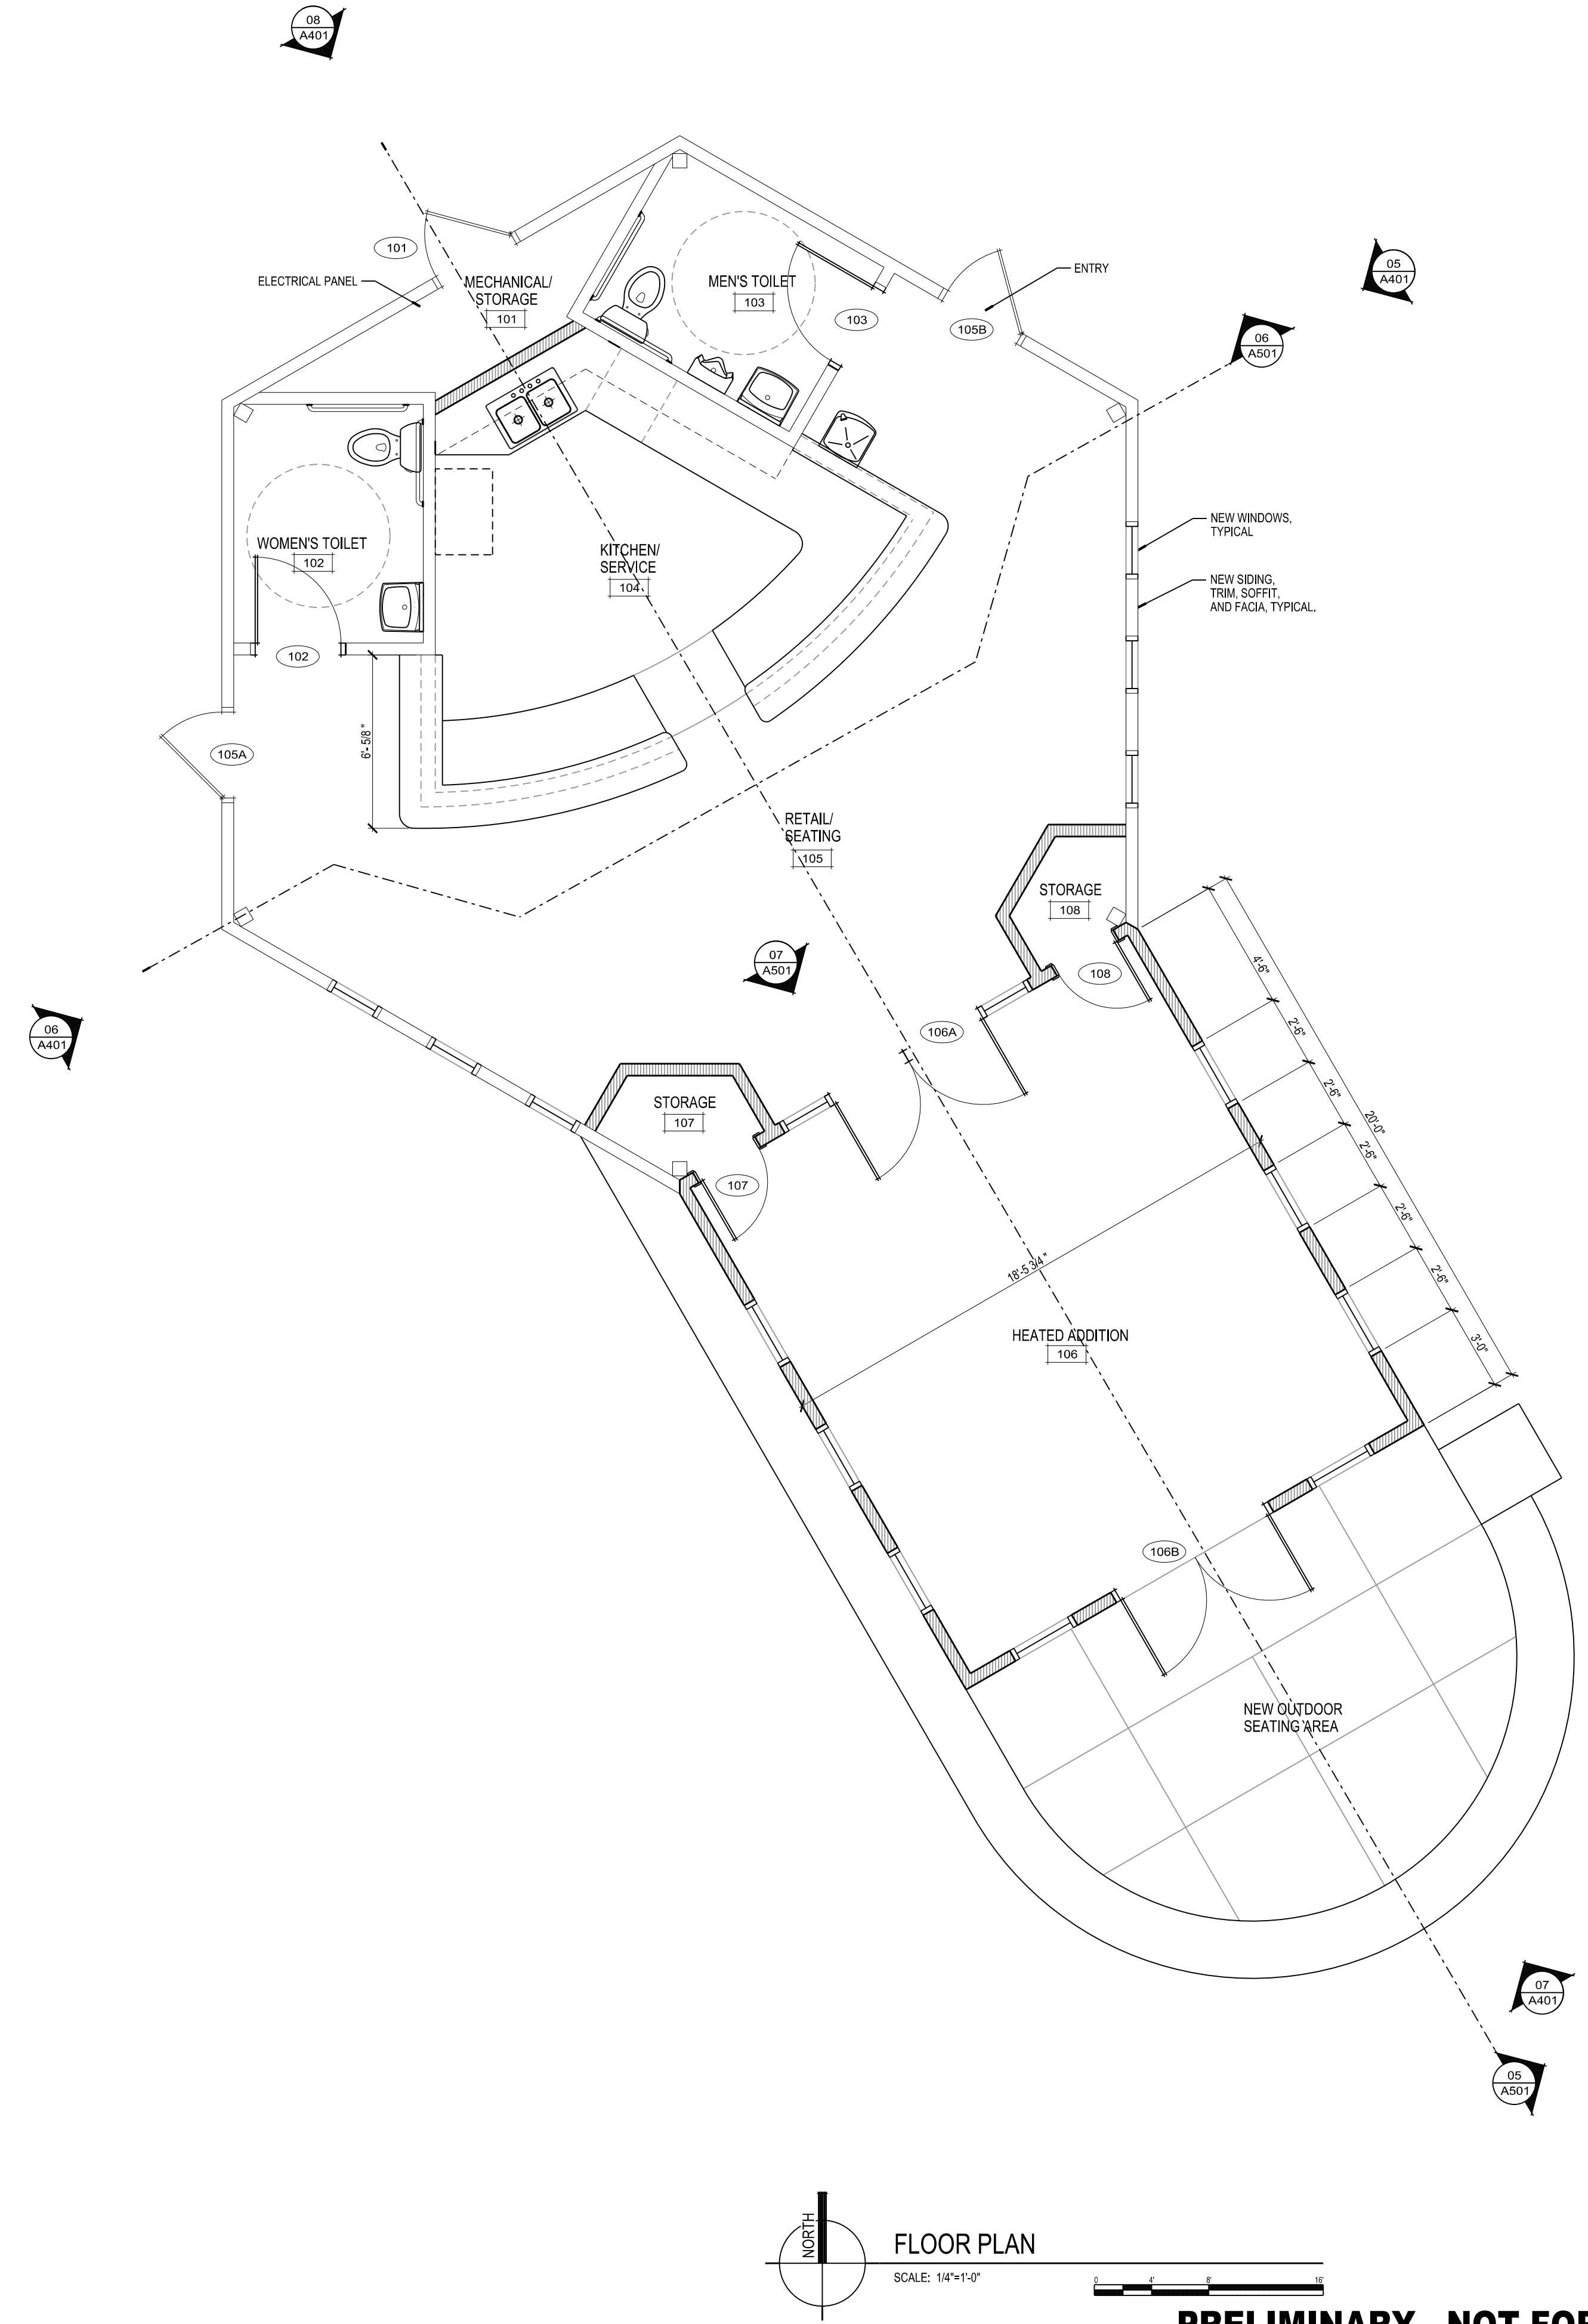 08
A401
101
ELECTRICAL PANEL
MECHANICAL/
STORAGE
101
MEN'S TOILET
103
103
105B
ENTRY
05
A401
06
A501
NEW WINDOWS,
TYPICAL
NEW SIDING,
TRIM, SOFFIT,
AND FACIA, TYPICAL.
WOMEN'S TOILET
102
102
KITCHEN/
SERVICE
104
105A
6'- 5/8 "
RETAIL/
SEATING
105
STORAGE
108
108
07
A501
06
A401
106A
STORAGE
107
107
4'-6"
2'-6"
2'-6"
2'-6"
2'-6"
2'-6"
3'-0"
20'-0"
18'-5 3/4 "
HEATED ADDITION
106
106B
NEW OUTDOOR
SEATING AREA
07
A401
05
A501
NORTH
FLOOR PLAN
SCALE: 1/4"=1'-0"
0 4' 8' 16'